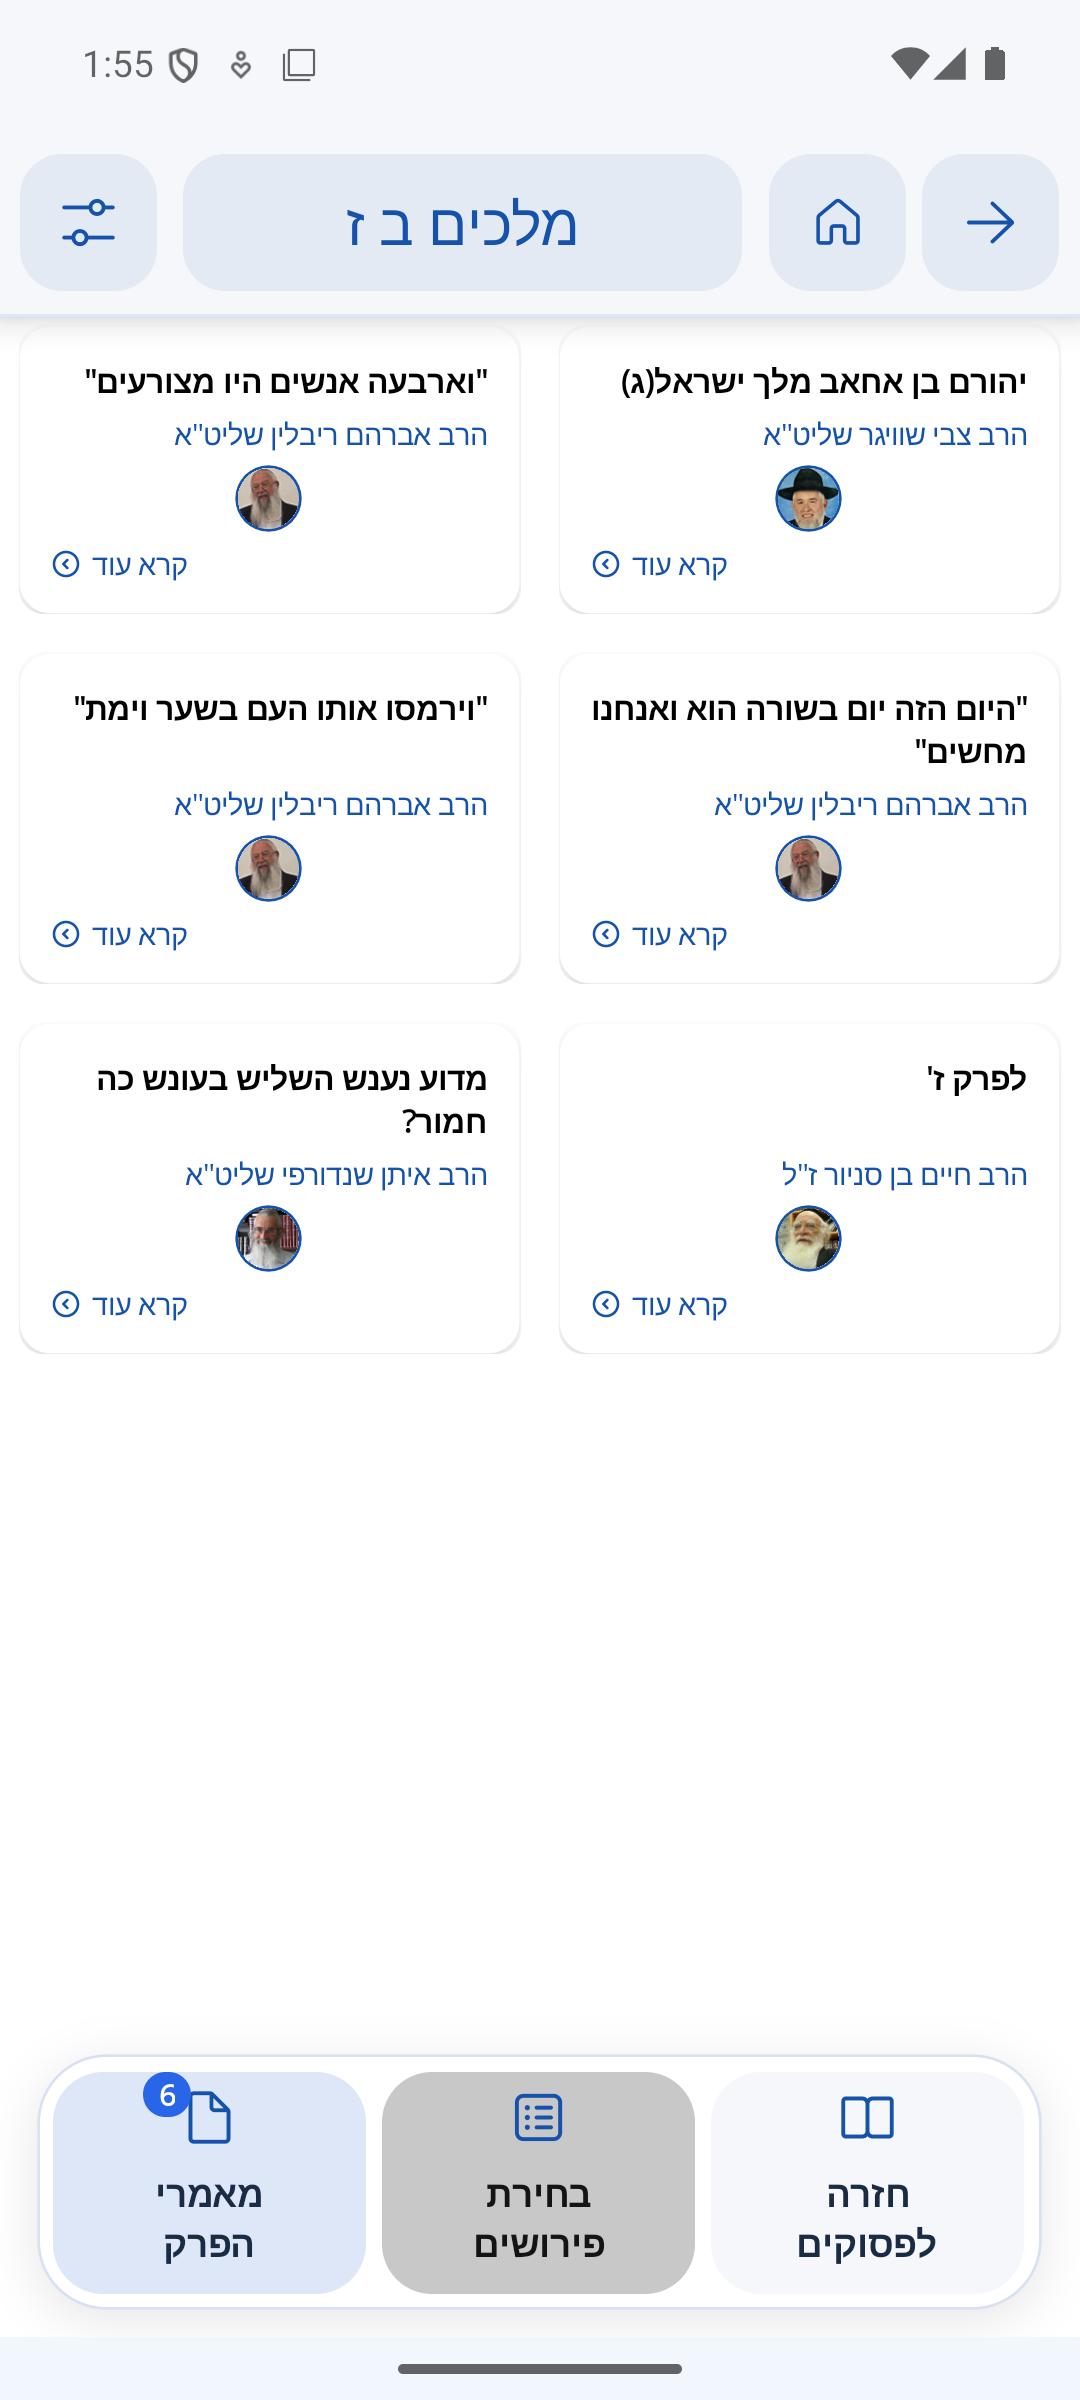 1:55
מלכים ב ז
יהורם בן אחאב מלך ישראל(ג)
הרב צבי שוויגר שליט"א
קרא עוד
"וארבעה אנשים היו מצורעים"
הרב אברהם ריבלין שליט"א
קרא עוד
"היום הזה יום בשורה הוא ואנחנו
מחשים"
הרב אברהם ריבלין שליט"א
קרא עוד
"וירמסו אותו העם בשער וימת"
הרב אברהם ריבלין שליט"א
קרא עוד
לפרק ז'
הרב חיים בן סניור ז"ל
קרא עוד
מדוע נענש השליש בעונש כה
חמור?
הרב איתן שנדורפי שליט"א
קרא עוד
חזרה
לפסוקים
בחירת
פירושים
6
מאמרי
הפרק